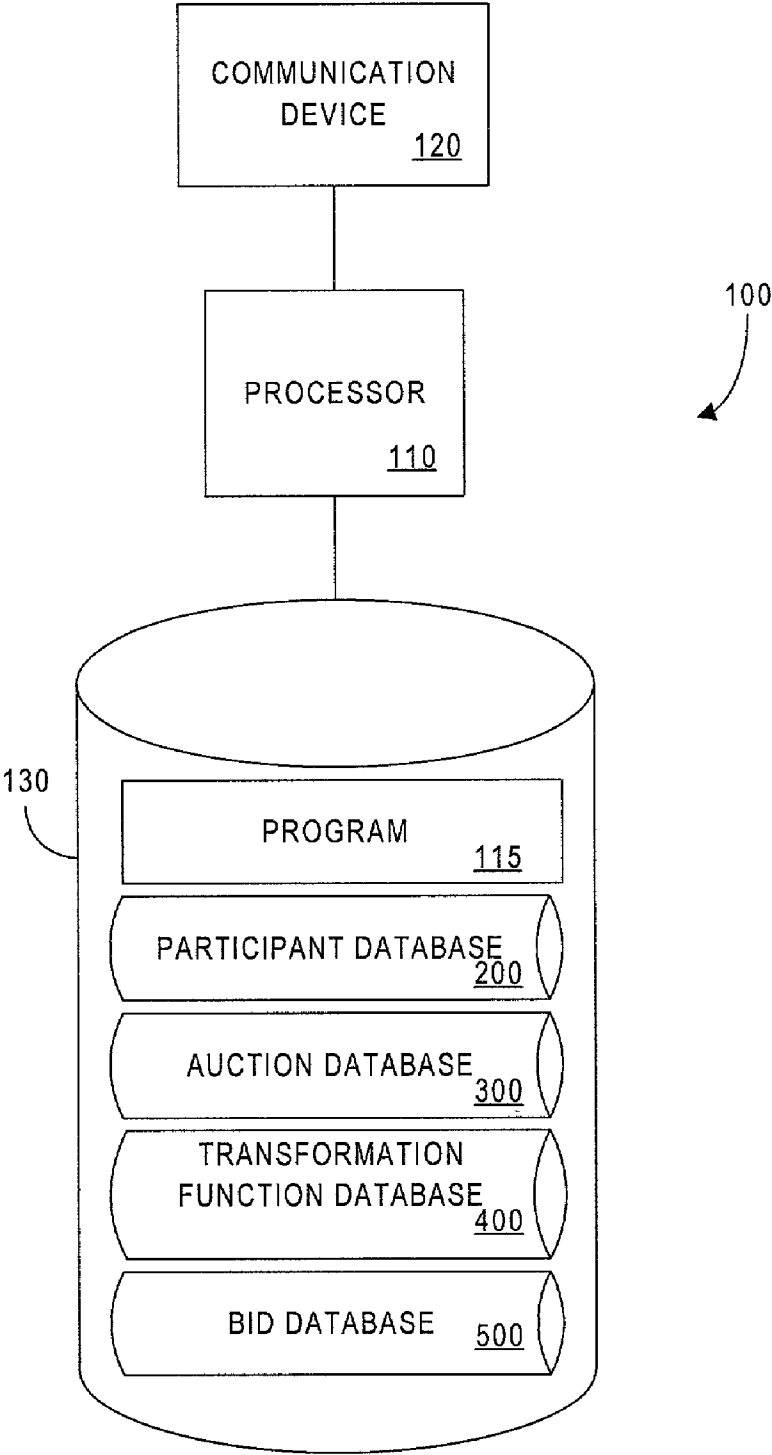 COMMUNICATION
DEVICE
120
100
PROCESSOR
110
130
PROGRAM
115
PARTICIPANT DATABASE
200
AUCTION DATABASE
300
TRANSFORMATION
FUNCTION DATABASE
400
BID DATABASE
500